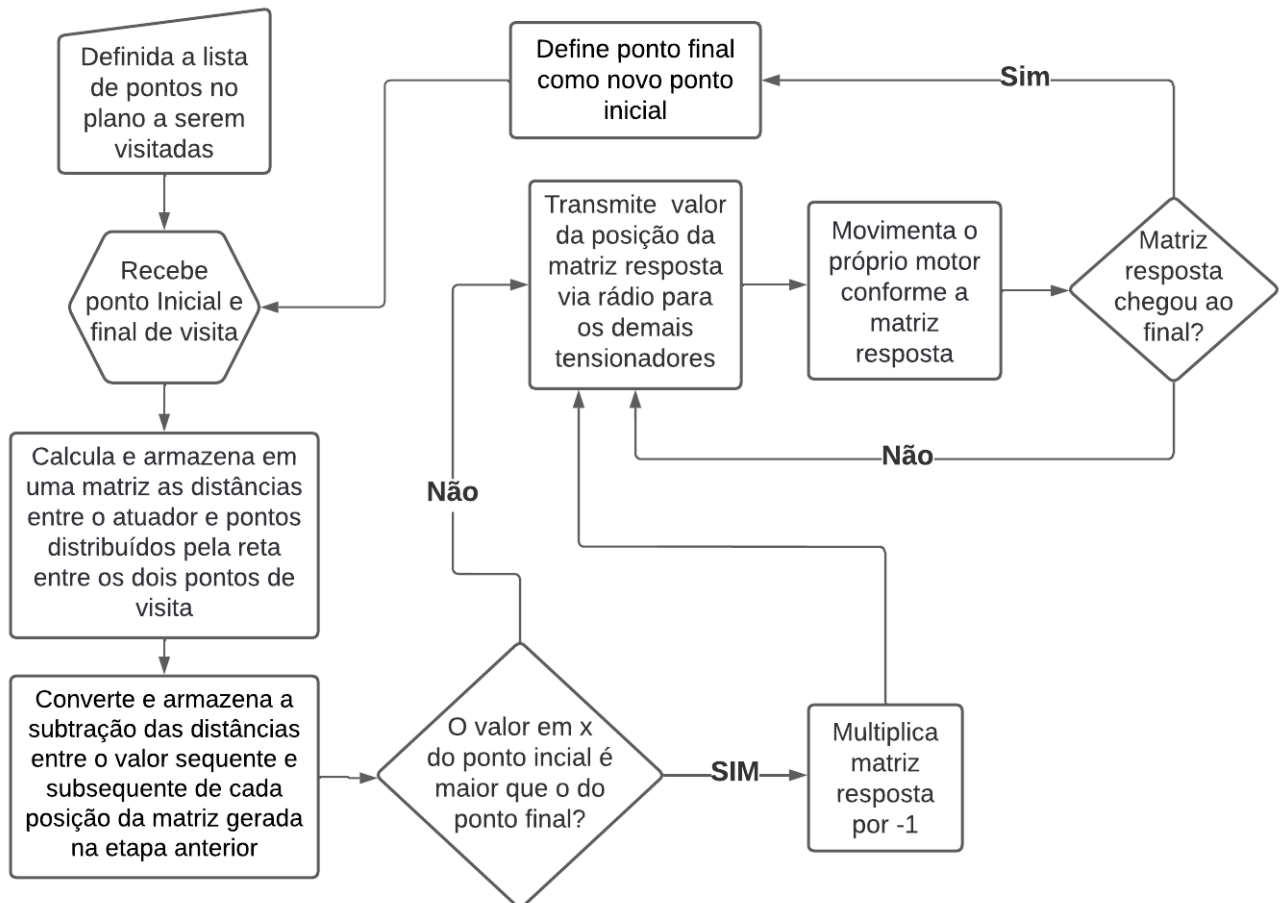 Definida a lista
de pontos no
plano a serem
visitadas
Recebe
ponto Inicial e
final de visita
Calcula e armazena em
uma matriz as distâncias
entre o atuador e pontos
distribuídos pela reta
entre os dois pontos de
visita
Converte e armazena a
subtração das distâncias
entre o valor sequente e
subsequente de cada
posição da matriz gerada
na etapa anterior
O valor em x
do ponto incial é
maior que o do
ponto final?
Não
SIM
Multiplica
matriz
resposta
por -1
Transmite valor
da posição da
matriz resposta
via rádio para
os demais
tensionadores
Movimenta o
próprio motor
conforme a
matriz
resposta
Matriz
resposta
chegou ao
final?
Não
Sim
Define ponto final
como novo ponto
inicial